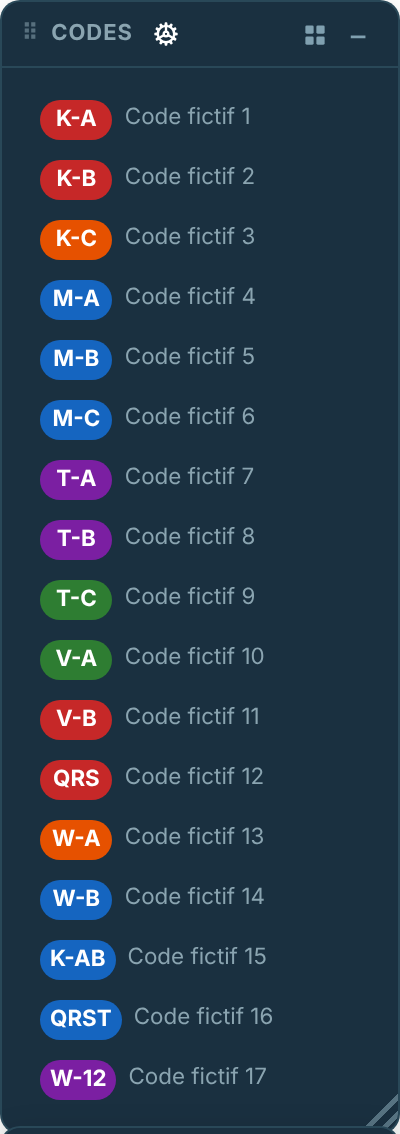 CODES
K-A Code fictif 1
K-B Code fictif 2
K-C Code fictif 3
M-A Code fictif 4
M-B Code fictif 5
M-C Code fictif 6
T-A Code fictif 7
T-B Code fictif 8
T-C Code fictif 9
V-A Code fictif 10
V-B Code fictif 11
QRS Code fictif 12
W-A Code fictif 13
W-B Code fictif 14
K-AB Code fictif 15
QRST Code fictif 16
W-12 Code fictif 17